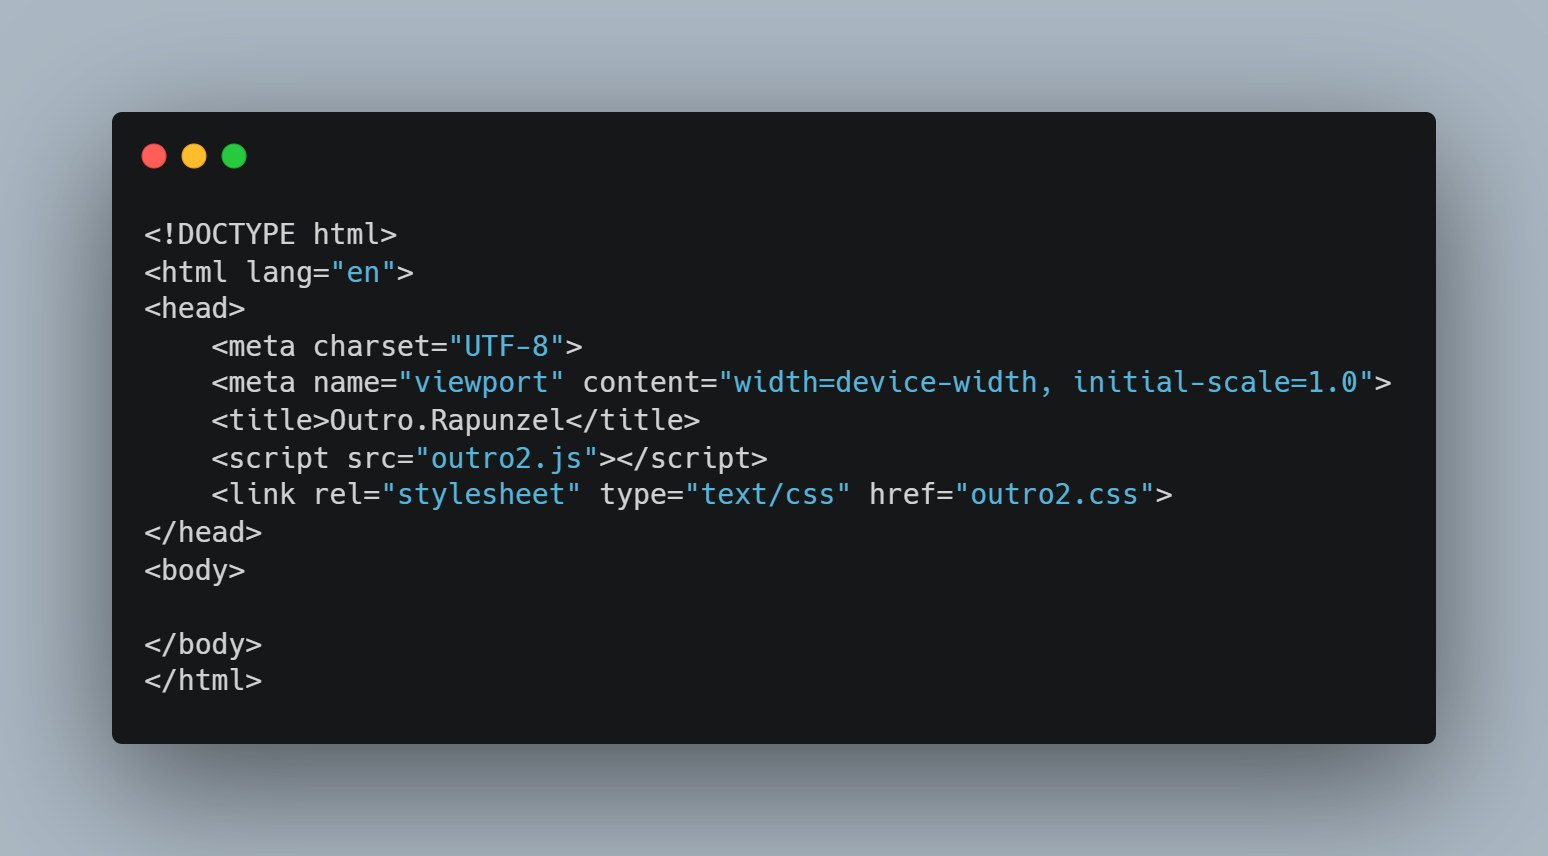 <!DOCTYPE html>
<html lang="en">
<head>
    <meta charset="UTF-8">
    <meta name="viewport" content="width=device-width, initial-scale=1.0">
    <title>Outro.Rapunzel</title>
    <script src="outro2.js"></script>
    <link rel="stylesheet" type="text/css" href="outro2.css">
</head>
<body>

</body>
</html>